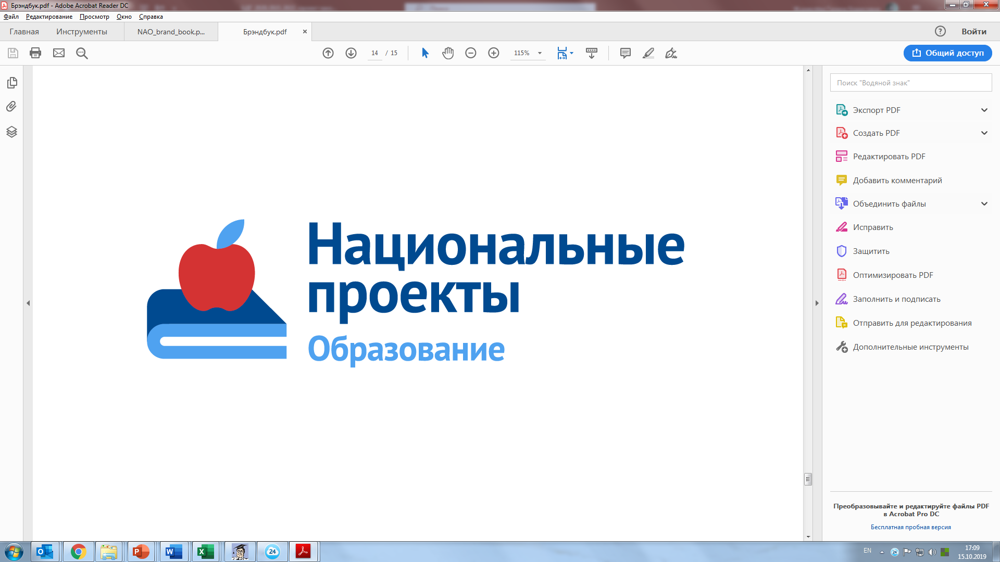 Брэндбук.pdf - Adobe Acrobat Reader DC
Файл Редактирование Просмотр Окно Справка
Главная Инструменты NAO_brand_book.p... Брэндбук.pdf × ? Войти
14 / 15 115% Общий доступ
Поиск "Водяной знак"
Экспорт PDF
Создать PDF
Редактировать PDF
Добавить комментарий
Объединить файлы
Исправить
Защитить
Оптимизировать PDF
Заполнить и подписать
Отправить для редактирования
Дополнительные инструменты
Национальные
проекты
Образование
Преобразовывайте и редактируйте файлы PDF
в Acrobat Pro DC
Бесплатная пробная версия
24
EN
24
17:09
15.10.2019